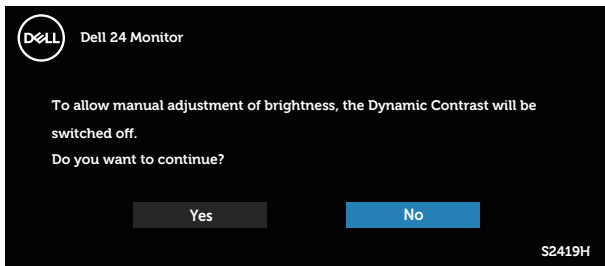 DELL
Dell 24 Monitor
To allow manual adjustment of brightness, the Dynamic Contrast will be
switched off.
Do you want to continue?
Yes
No
S2419H